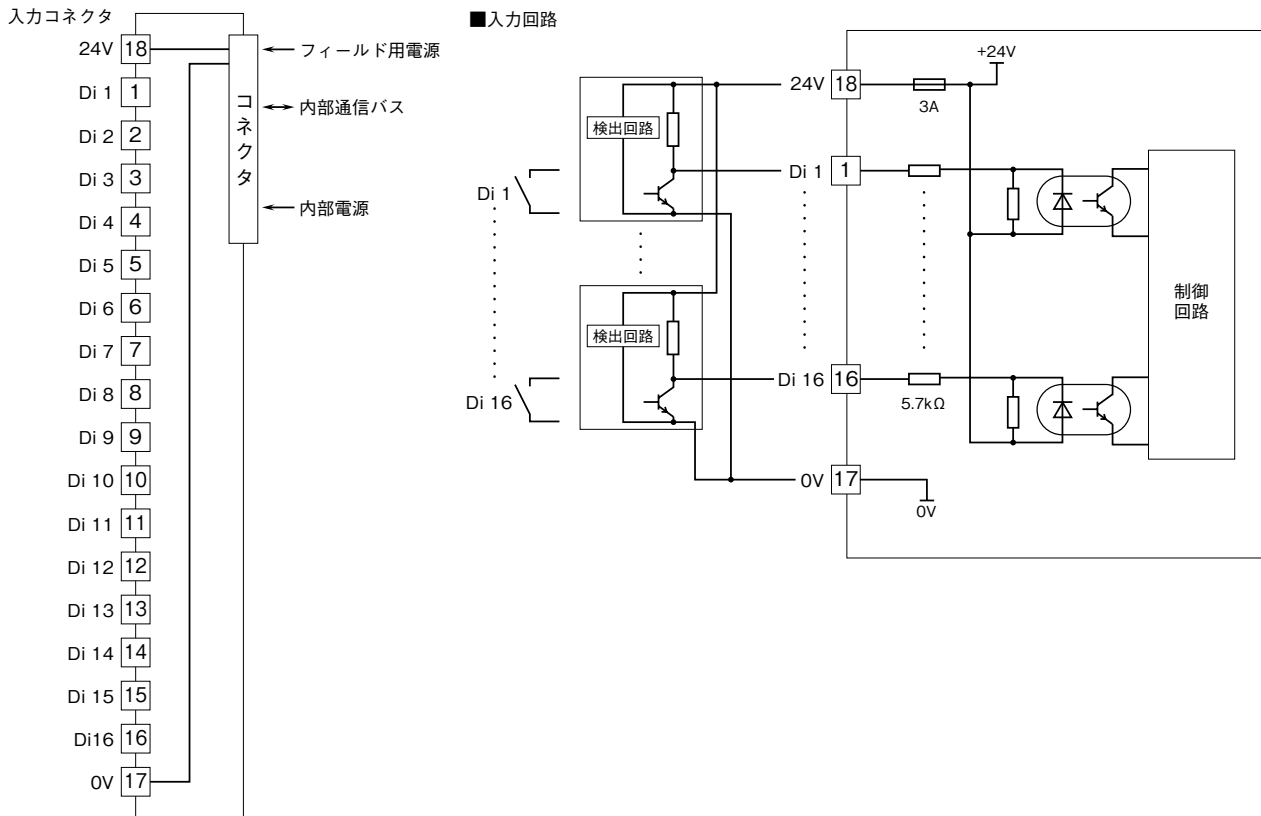 入力コネクタ
24V 18
Di 1 1
Di 2 2
Di 3 3
Di 4 4
Di 5 5
Di 6 6
Di 7 7
Di 8 8
Di 9 9
Di 10 10
Di 11 11
Di 12 12
Di 13 13
Di 14 14
Di 15 15
Di16 16
0V 17
コネクタ
フィールド用電源
内部通信バス
内部電源
■入力回路
検出回路
Di 1
検出回路
Di 16
24V 18
3A
+24V
Di 1 1
Di 16 16
5.7kΩ
0V 17
0V
制御
回路